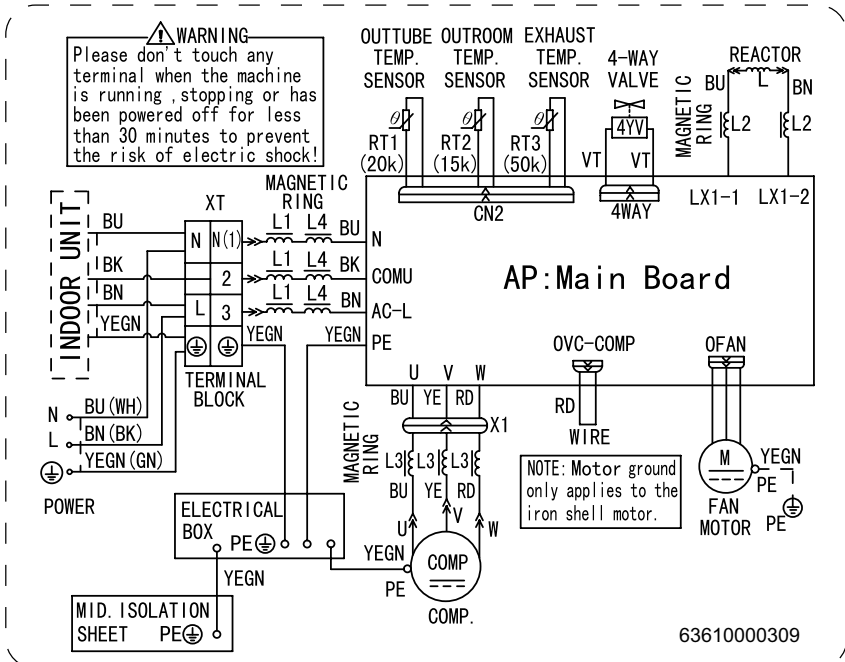 WARNING
Please don't touch any
terminal when the machine
is running ,stopping or has
been powered off for less
than 30 minutes to prevent
the risk of electric shock!
OUTTUBE
TEMP.
SENSOR
OUTROOM
TEMP.
SENSOR
EXHAUST
TEMP.
SENSOR
4-WAY
VALVE
REACTOR
BU
L
BN
MAGNETIC
RING
L2
L2
θ
θ
θ
RT1
(20k)
RT2
(15k)
RT3
(50k)
4YV
VT
VT
CN2
4WAY
LX1-1
LX1-2
INDOOR UNIT
BU
BK
BN
YEGN
XT
N
N(1)
2
L
3
TERMINAL
BLOCK
MAGNETIC
RING
L1
L4
BU
N
L1
L4
BK
COMU
L1
L4
BN
AC-L
YEGN
YEGN
PE
AP:Main Board
OVC-COMP
OFAN
U
V
W
BU
YE
RD
X1
RD
WIRE
N
BU(WH)
L
BN(BK)
YEGN(GN)
POWER
MAGNETIC
RING
L3
L3
L3
BU
YE
RD
U
V
W
NOTE: Motor ground
only applies to the
iron shell motor.
M
FAN
MOTOR
YEGN
PE
PE
ELECTRICAL
BOX
PE
YEGN
YEGN
PE
COMP
COMP.
MID. ISOLATION
SHEET
PE
63610000309